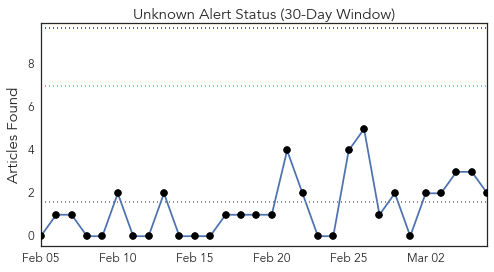 Unknown Alert Status (30-Day Window)
Articles Found
8
6
4
2
0
Feb 05
Feb 10
Feb 15
Feb 20
Feb 25
Mar 02